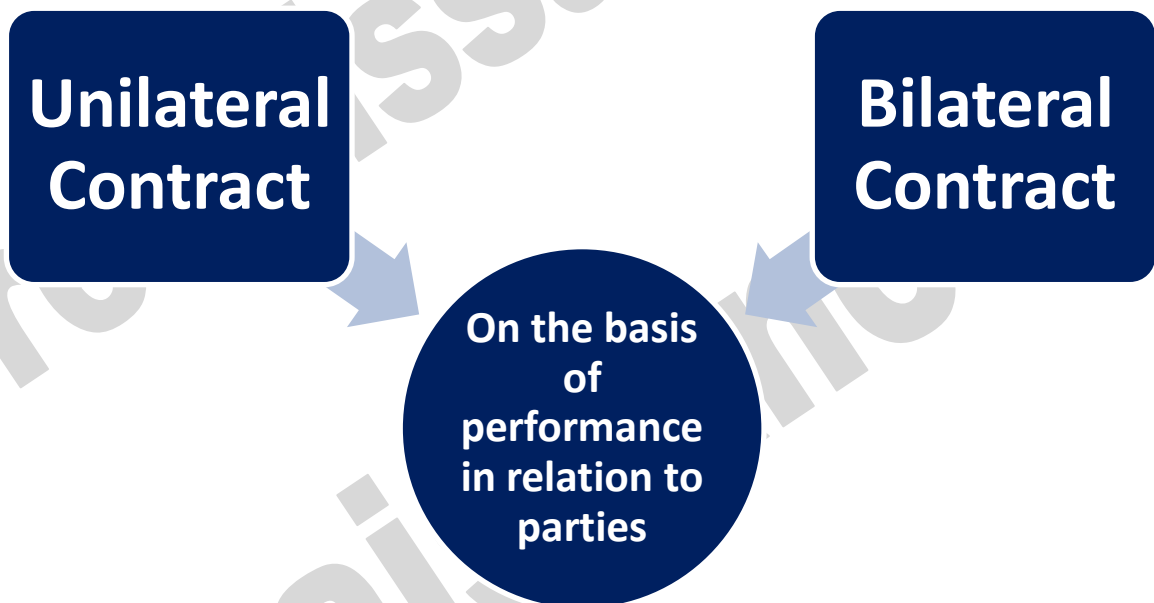 Unilateral
Contract
Bilateral
Contract
On the basis
of
performance
in relation to
parties